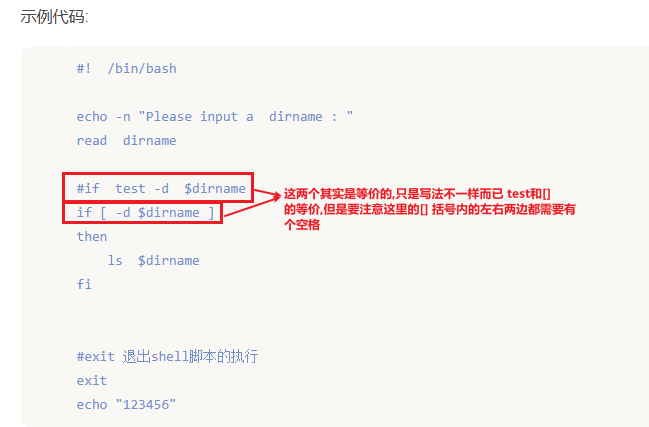 示例代码:
#!  /bin/bash
echo -n "Please input a  dirname : "
read  dirname
#if  test -d  $dirname
if [ -d $dirname ]
这两个其实是等价的,只是写法不一样而已 test和[]
的等价,但是要注意这里的[] 括号内的左右两边都需要有
个空格
then
ls  $dirname
fi
#exit 退出shell脚本的执行
exit
echo "123456"